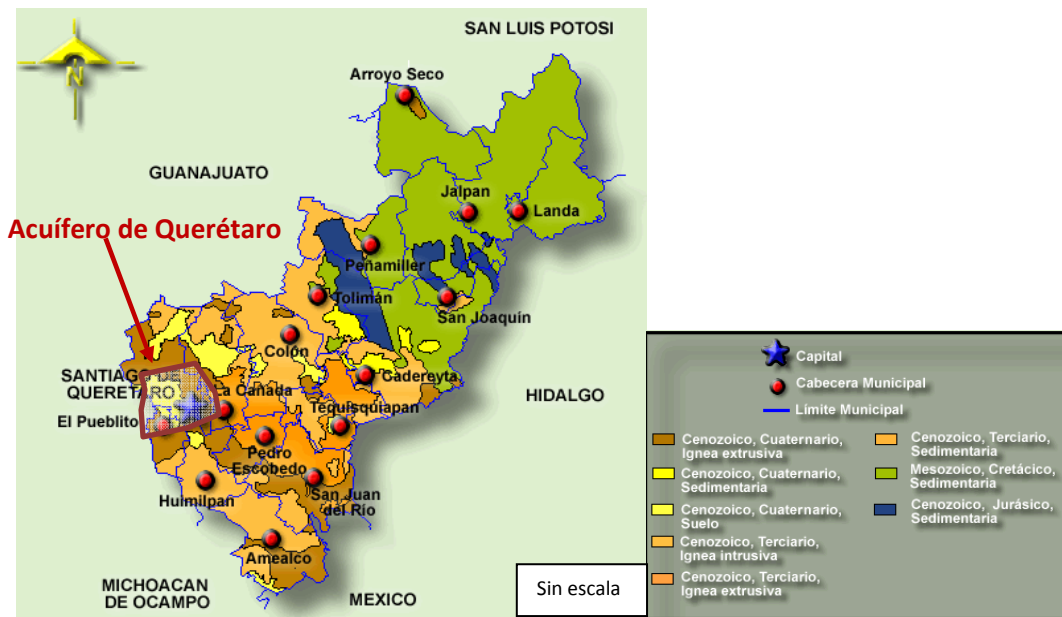 SAN LUIS POTOSI
Arroyo Seco
GUANAJUATO
Jalpan
Landa
Acuífero de Querétaro
Peñamiller
Tolimán
San Joaquín
Colón
SANTIAGO DE
QUERETARO
La Cañada
Cadereyta
HIDALGO
El Pueblito
Tequisquiapan
Pedro
Escobedo
Huimilpan
San Juan
del Río
Amealco
MICHOACAN
DE OCAMPO
MEXICO
Sin escala
N
Capital
Cabecera Municipal
Límite Municipal
Cenozoico, Cuaternario,
Ignea extrusiva
Cenozoico, Cuaternario,
Sedimentaria
Cenozoico, Cuaternario,
Suelo
Cenozoico, Terciario,
Ignea intrusiva
Cenozoico, Terciario,
Ignea extrusiva
Cenozoico, Terciario,
Sedimentaria
Mesozoico, Cretácico,
Sedimentaria
Cenozoico, Jurásico,
Sedimentaria